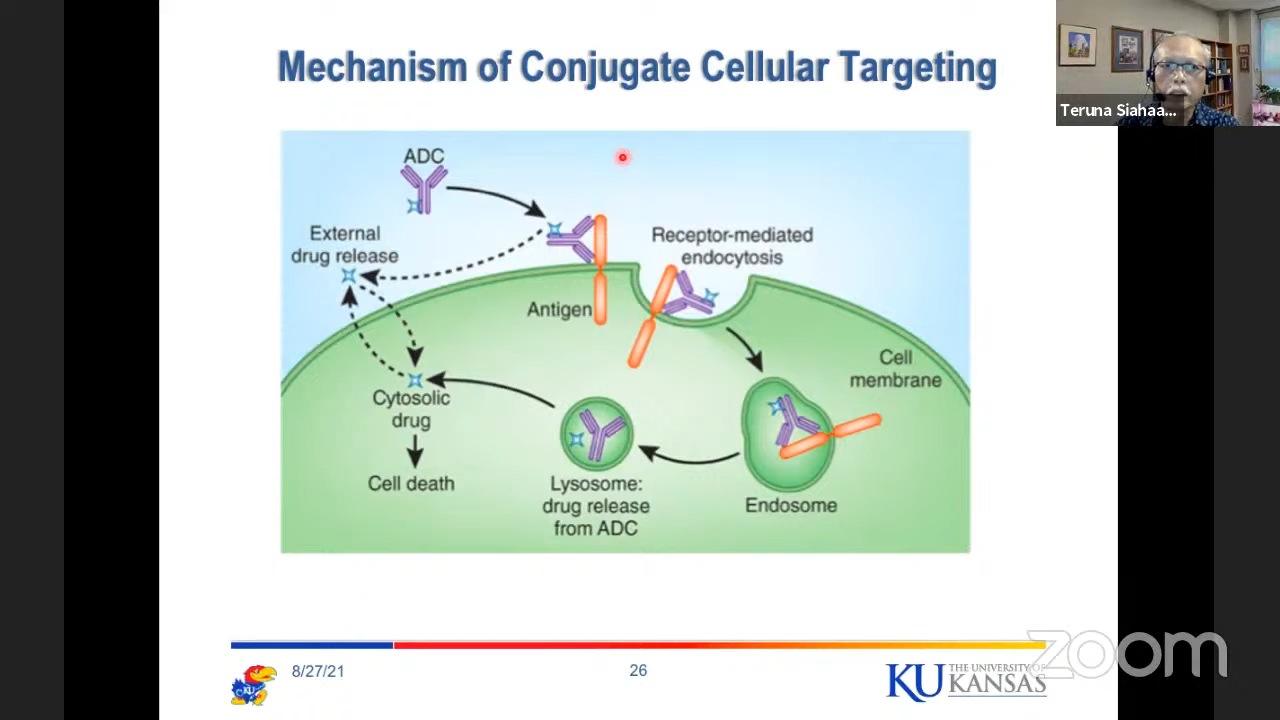 Mechanism of Conjugate Cellular Targeting
Teruna Siahaa...
ADC
External
drug release
Receptor-mediated
endocytosis
Antigen
Cell
membrane
Cytosolic
drug
Cell death
Lysosome:
drug release
from ADC
Endosome
8/27/21
26
KU
THE UNIVERSITY OF
KANSAS
KU
zoom